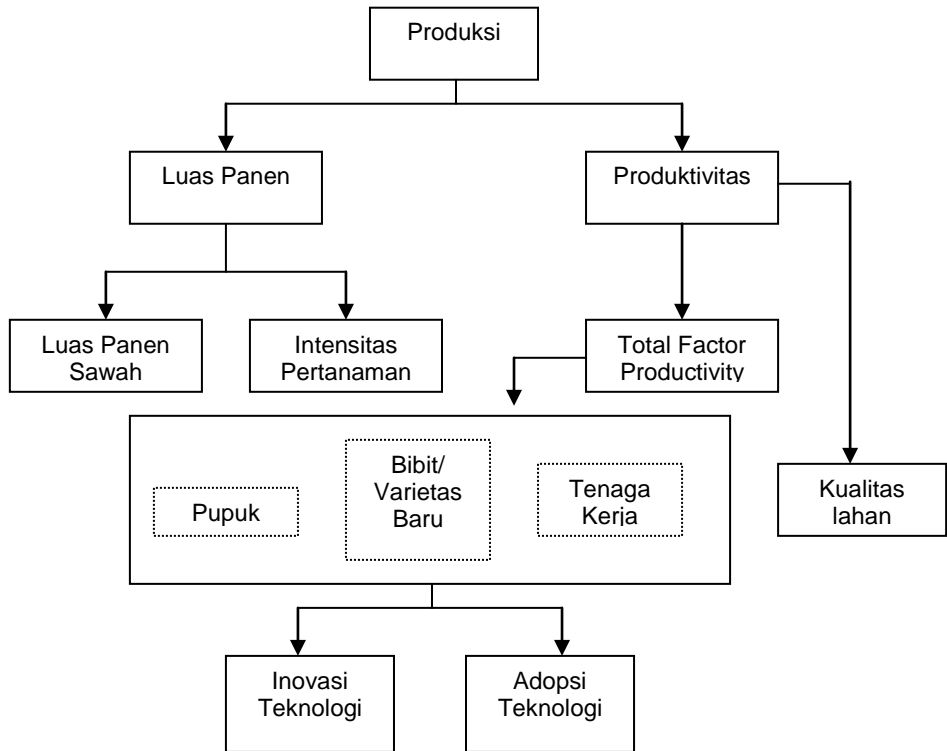 Produksi
Luas Panen
Produktivitas
Luas Panen
Sawah
Intensitas
Pertanaman
Total Factor
Productivity
Pupuk
Bibit/
Varietas
Baru
Tenaga
Kerja
Kualitas
lahan
Inovasi
Teknologi
Adopsi
Teknologi